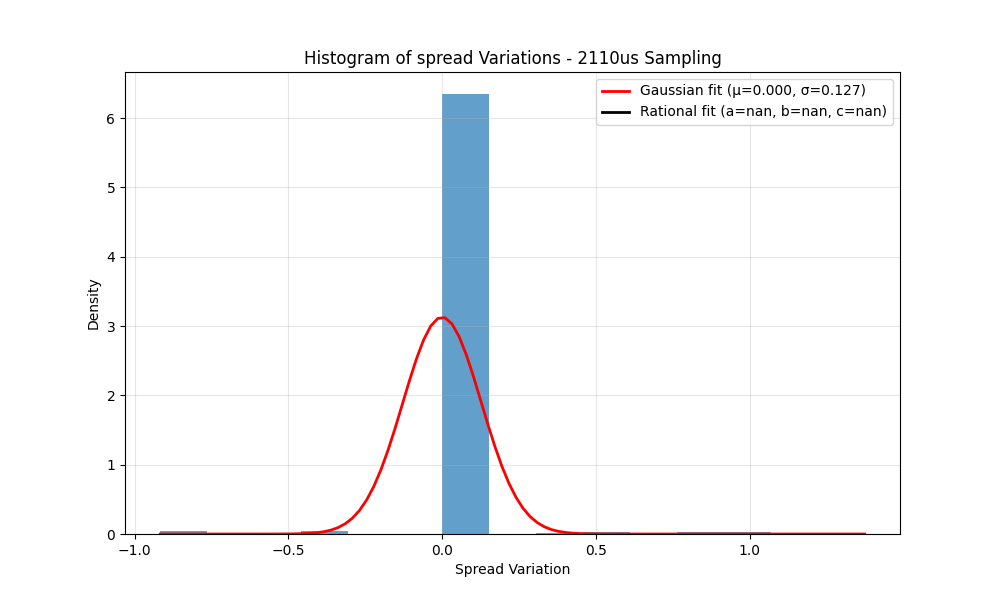 Histogram of spread Variations - 2110us Sampling
Gaussian fit (μ=0.000, σ=0.127)
Rational fit (a=nan, b=nan, c=nan)
6
5
4
3
2
1
0
Density
−1.0 −0.5 0.0 0.5 1.0
Spread Variation